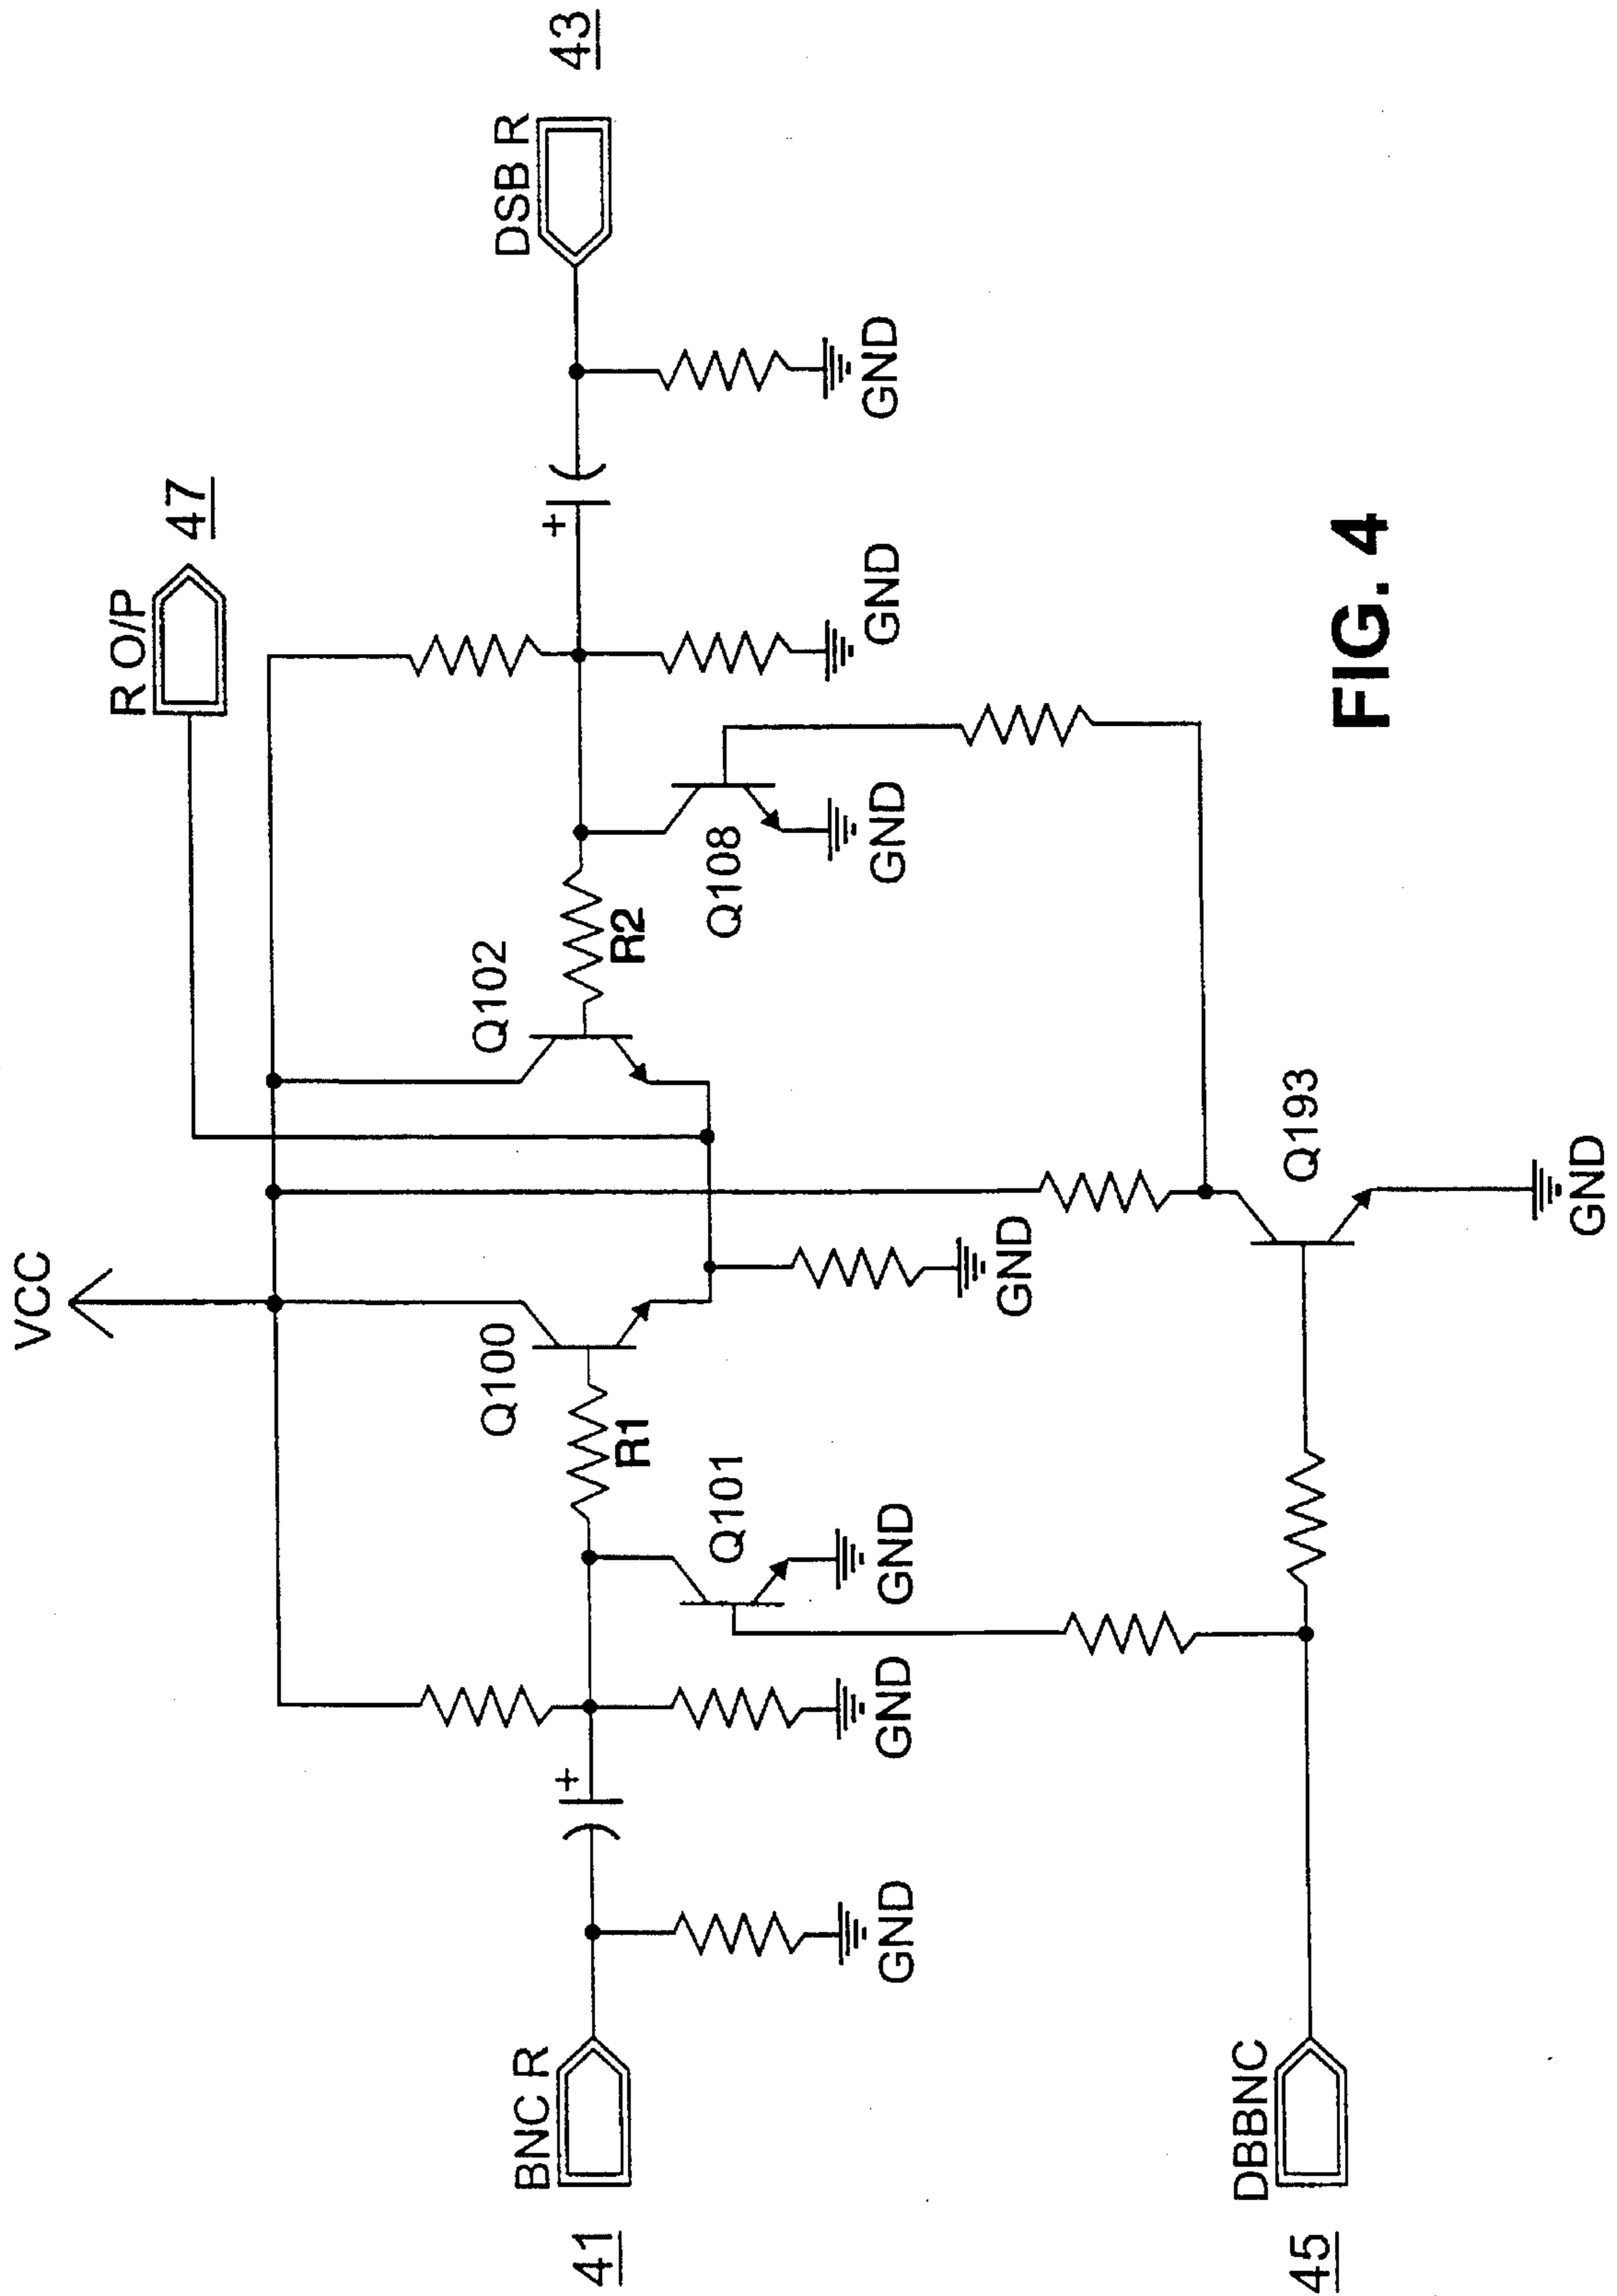 VCC
R O/P
47
BNC R
41
Q100
R1
Q101
GND
GND
GND
GND
Q102
R2
Q108
GND
GND
GND
DSB R
43
DBBNC
45
Q193
GND
FIG. 4